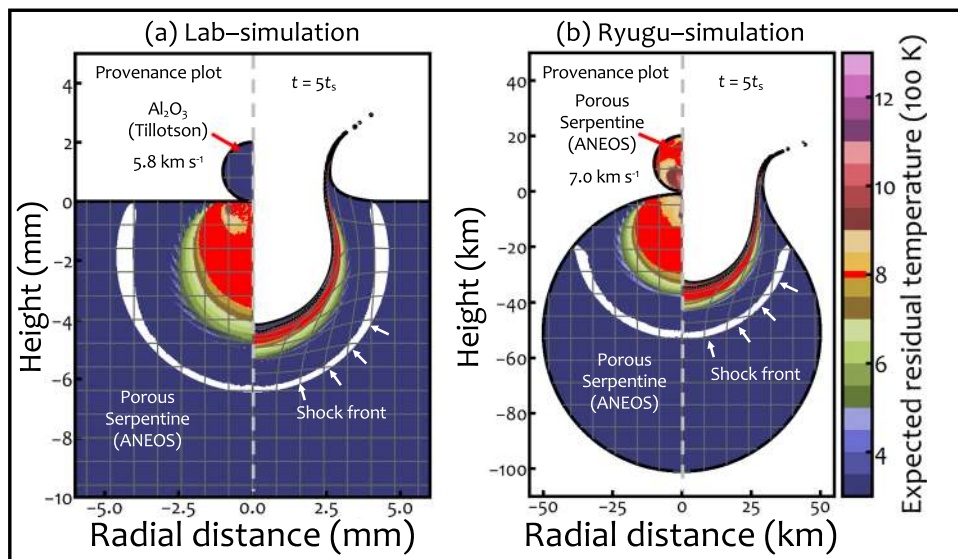 (a) Lab–simulation
Provenance plot
t = 5tₛ
Al₂O₃
(Tillotson)
5.8 km s⁻¹
Porous
Serpentine
(ANEOS)
Shock front
Height (mm)
4
2
0
−2
−4
−6
−8
−10
−5.0
−2.5
0.0
2.5
5.0
Radial distance (mm)
(b) Ryugu–simulation
Provenance plot
t = 5tₛ
Porous
Serpentine
(ANEOS)
7.0 km s⁻¹
Porous
Serpentine
(ANEOS)
Shock front
Height (km)
40
20
0
−20
−40
−60
−80
−100
−50
−25
0
25
50
Radial distance (km)
12
10
8
6
4
Expected residual temperature (100 K)